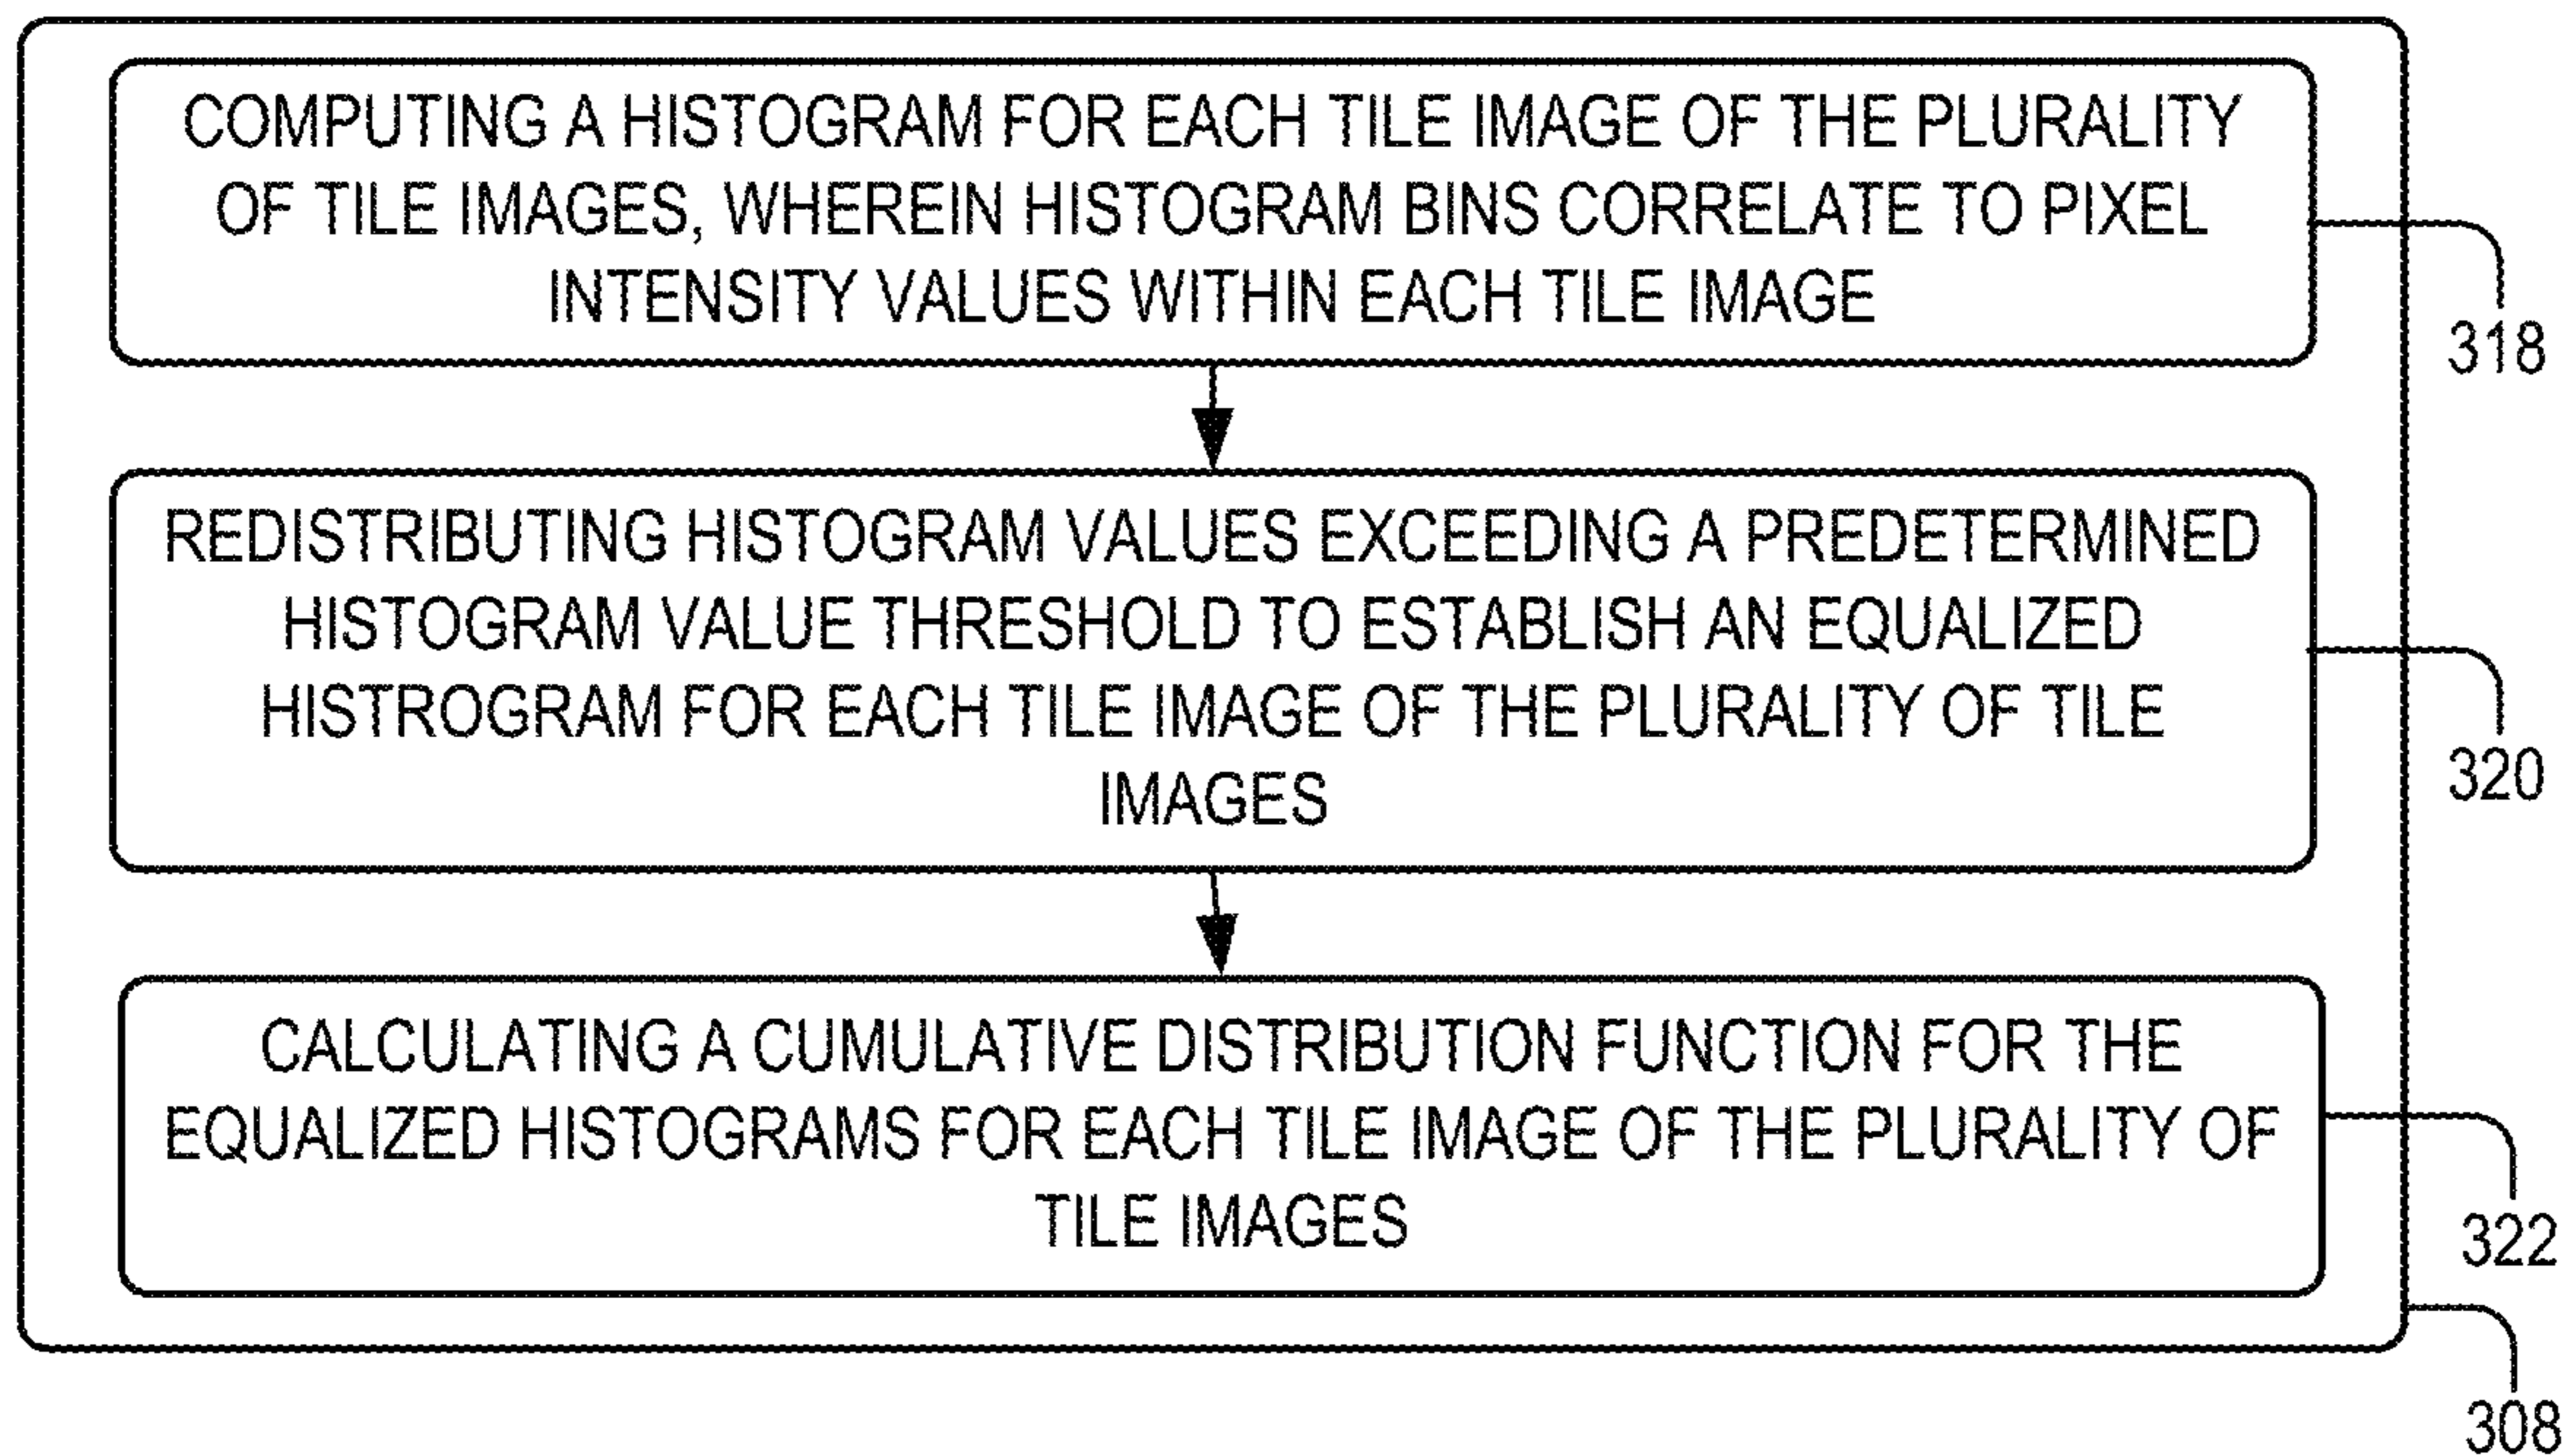 COMPUTING A HISTOGRAM FOR EACH TILE IMAGE OF THE PLURALITY
OF TILE IMAGES, WHEREIN HISTOGRAM BINS CORRELATE TO PIXEL
INTENSITY VALUES WITHIN EACH TILE IMAGE
318
REDISTRIBUTING HISTOGRAM VALUES EXCEEDING A PREDETERMINED
HISTOGRAM VALUE THRESHOLD TO ESTABLISH AN EQUALIZED
HISTROGRAM FOR EACH TILE IMAGE OF THE PLURALITY OF TILE
IMAGES
320
CALCULATING A CUMULATIVE DISTRIBUTION FUNCTION FOR THE
EQUALIZED HISTOGRAMS FOR EACH TILE IMAGE OF THE PLURALITY OF
TILE IMAGES
322
308